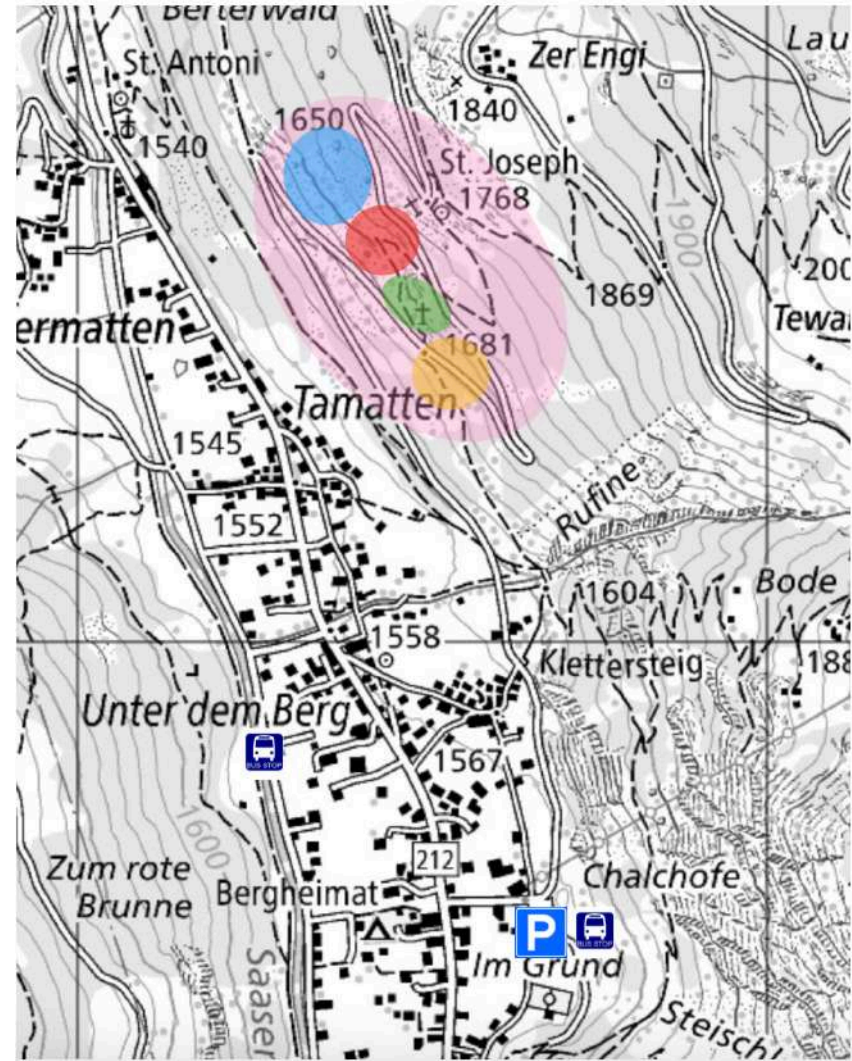 Berterwald
St. Antoni
Zer Engi
Lau
1840
1650
1540
St. Joseph
1768
1900
1869
200
ermatten
Tewa
1681
Tamatten
1545
Rufine
1552
1604
Bode
1558
Klettersteig
188
Unter dem Berg
BUS STOP
1567
1600
212
Zum rote
Brunne
Bergheimat
Chalchofe
P
BUS STOP
Im Grund
Saaser
Steischl